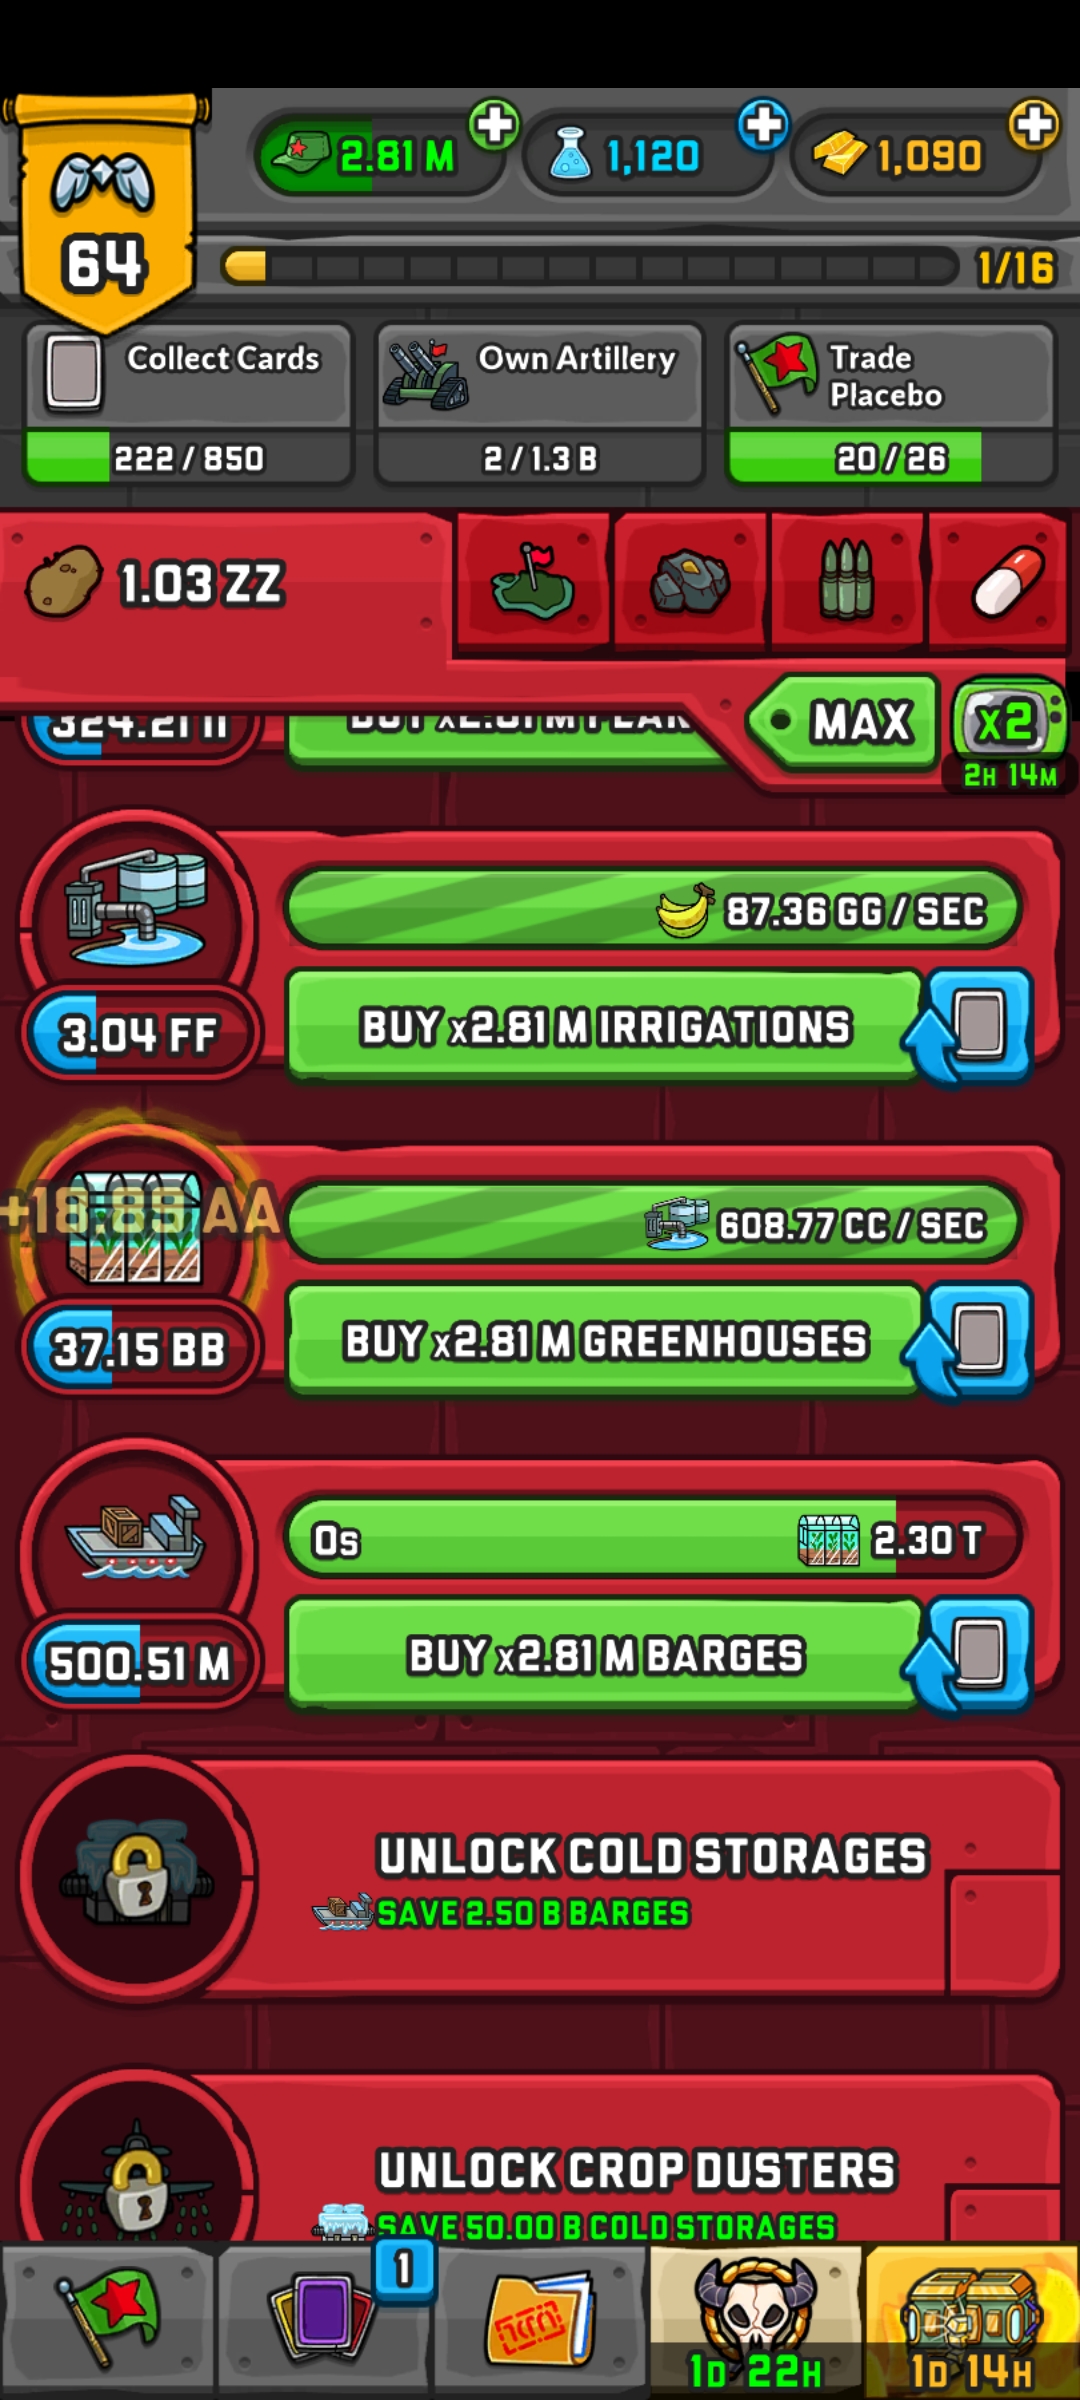 64
2.81 M
1,120
1,090
1/16
Collect Cards
222 / 850
Own Artillery
2 / 1.3 B
Trade
Placebo
20 / 26
1.03 ZZ
MAX
x2
2H 14M
87.36 GG / SEC
3.04 FF
BUY x2.81 M IRRIGATIONS
+18.89 AA
608.77 CC / SEC
37.15 BB
BUY x2.81 M GREENHOUSES
0s
2.30 T
500.51 M
BUY x2.81 M BARGES
UNLOCK COLD STORAGES
SAVE 2.50 B BARGES
UNLOCK CROP DUSTERS
SAVE 50.00 B COLD STORAGES
1
1D 22H
1D 14H